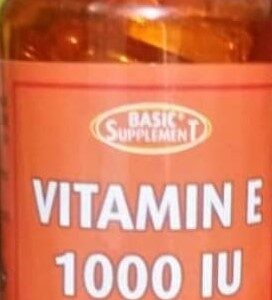 BASIC®
SUPPLEMENT
VITAMIN E
1000 IU